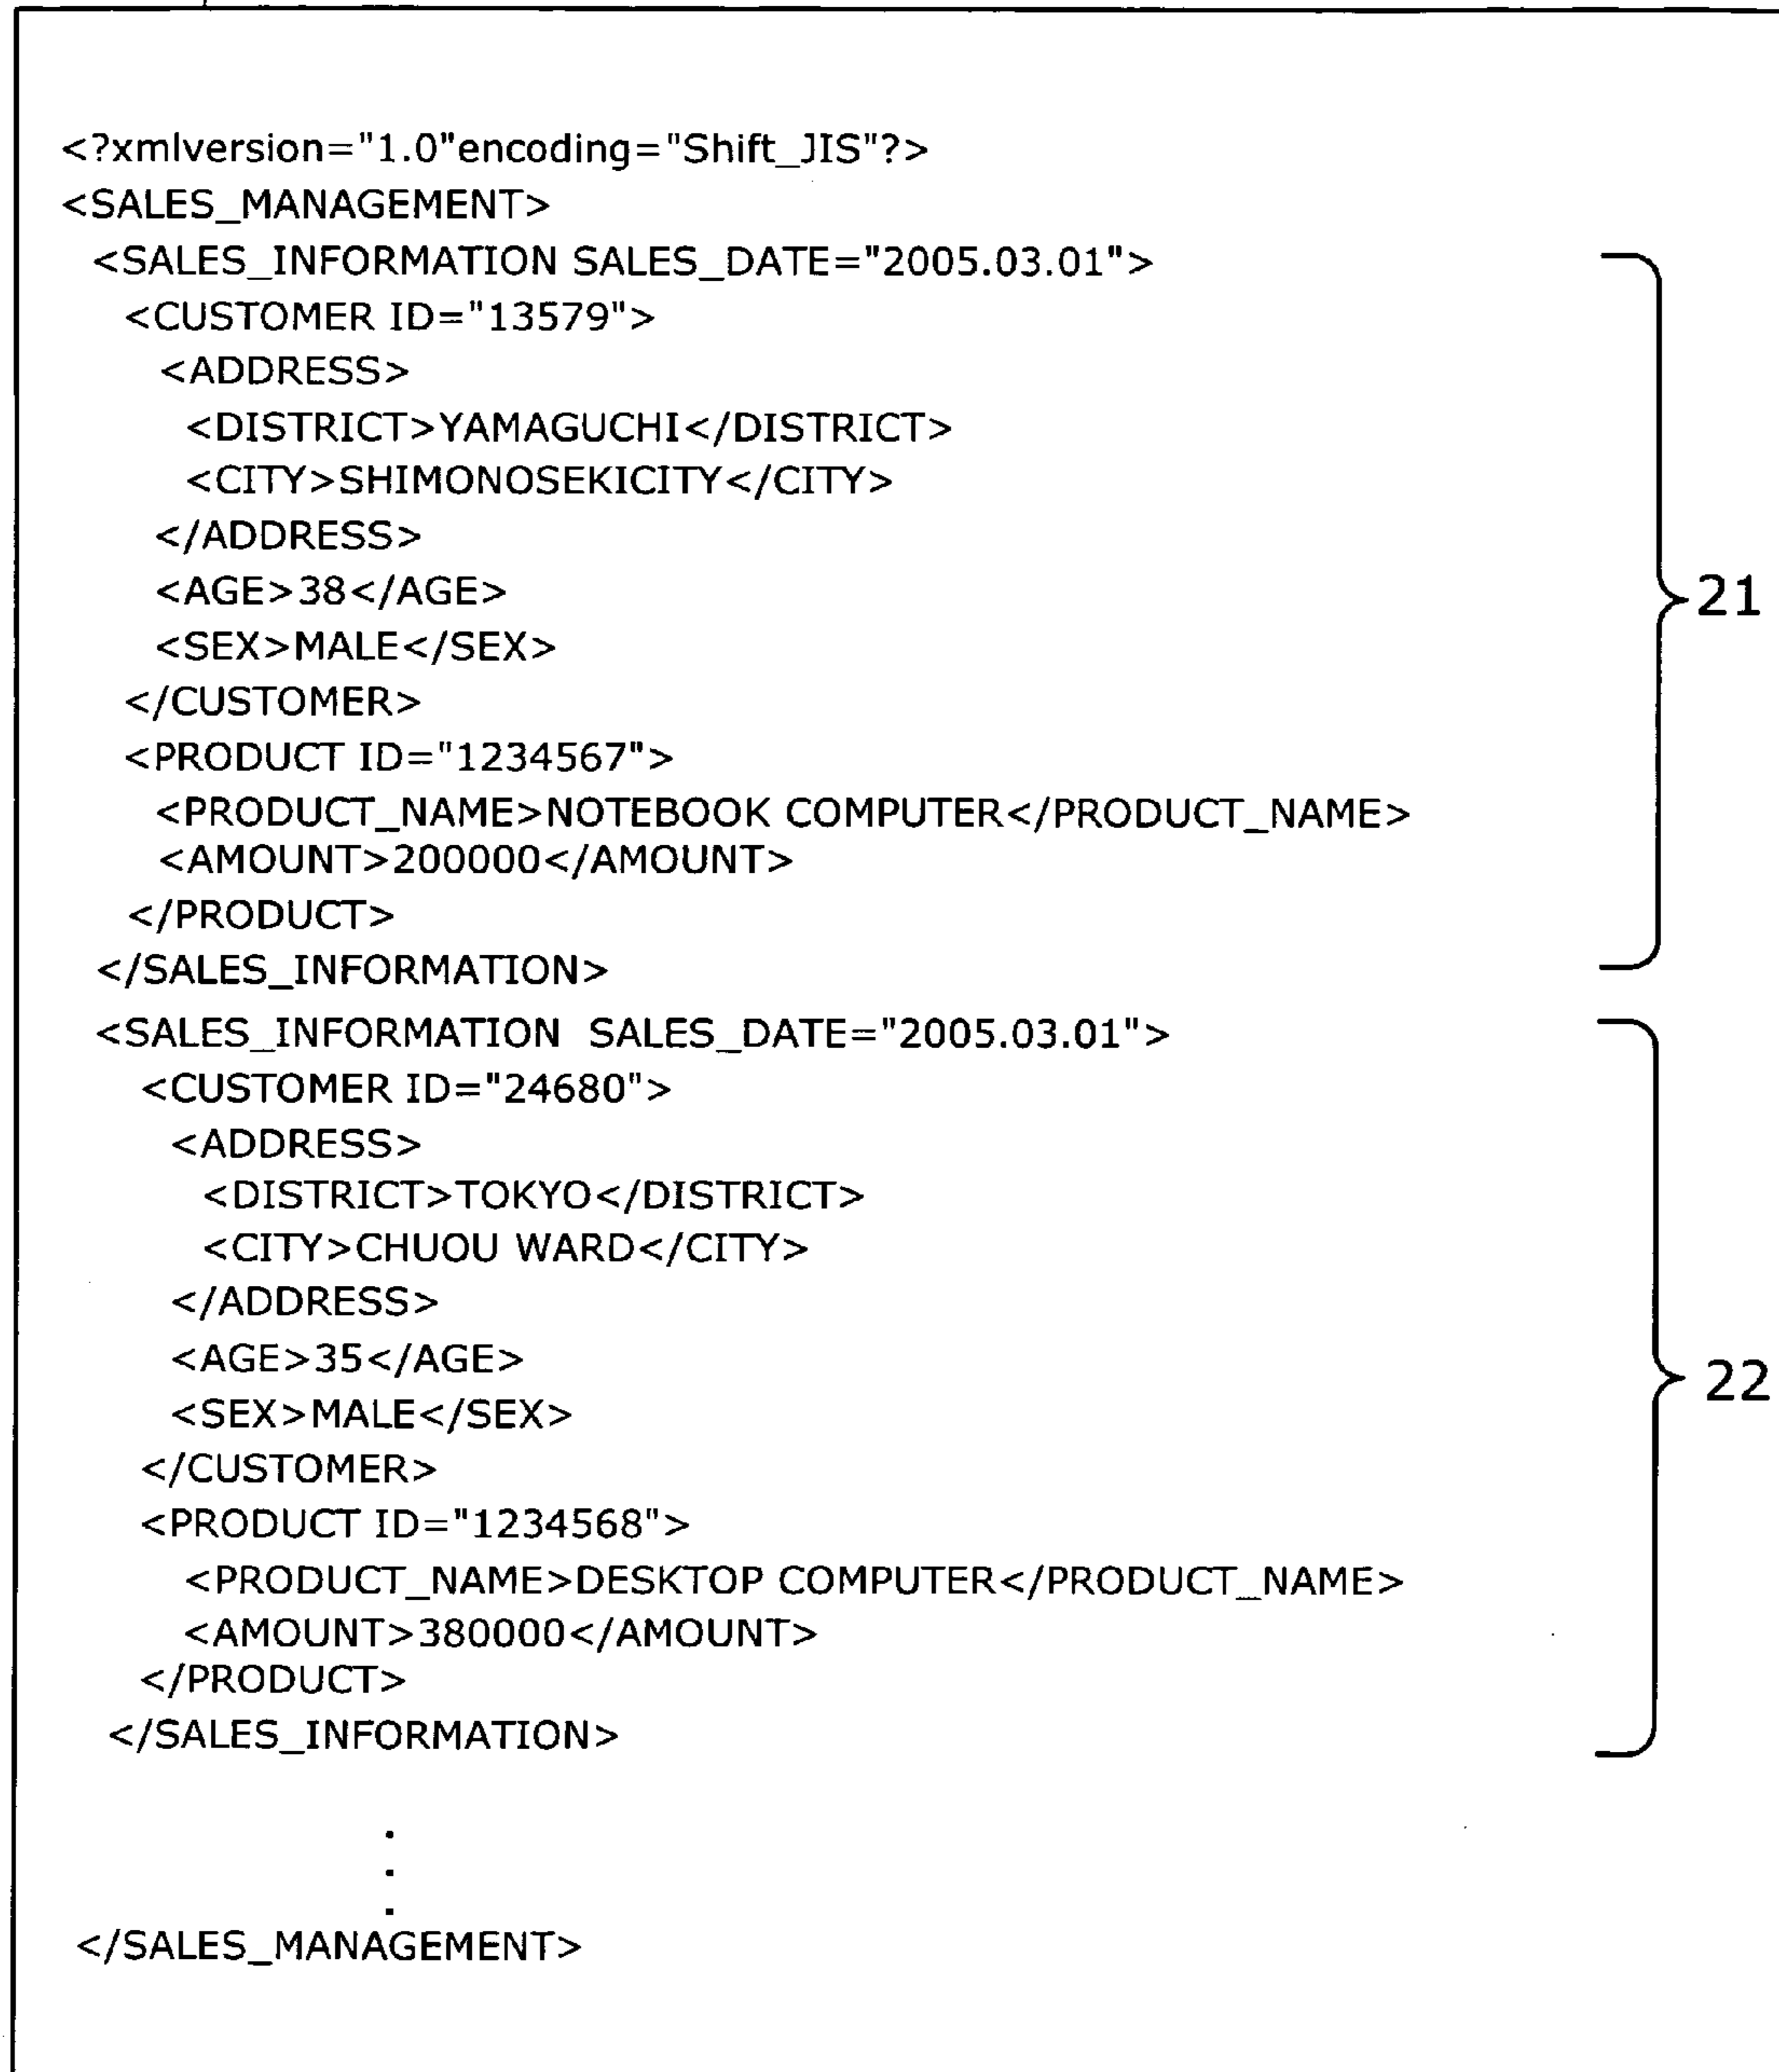 <?xmlversion="1.0"encoding="Shift_JIS"?>
<SALES_MANAGEMENT>
<SALES_INFORMATION SALES_DATE="2005.03.01">
<CUSTOMER ID="13579">
<ADDRESS>
<DISTRICT>YAMAGUCHI</DISTRICT>
<CITY>SHIMONOSEKICITY</CITY>
</ADDRESS>
<AGE>38</AGE>
21
<SEX>MALE</SEX>
</CUSTOMER>
<PRODUCT ID="1234567">
<PRODUCT_NAME>NOTEBOOK COMPUTER</PRODUCT_NAME>
<AMOUNT>200000</AMOUNT>
</PRODUCT>
</SALES_INFORMATION>
<SALES_INFORMATION SALES_DATE="2005.03.01">
<CUSTOMER ID="24680">
<ADDRESS>
<DISTRICT>TOKYO</DISTRICT>
<CITY>CHUOU WARD</CITY>
</ADDRESS>
<AGE>35</AGE>
22
<SEX>MALE</SEX>
</CUSTOMER>
<PRODUCT ID="1234568">
<PRODUCT_NAME>DESKTOP COMPUTER</PRODUCT_NAME>
<AMOUNT>380000</AMOUNT>
</PRODUCT>
</SALES_INFORMATION>
.
.
.
</SALES_MANAGEMENT>